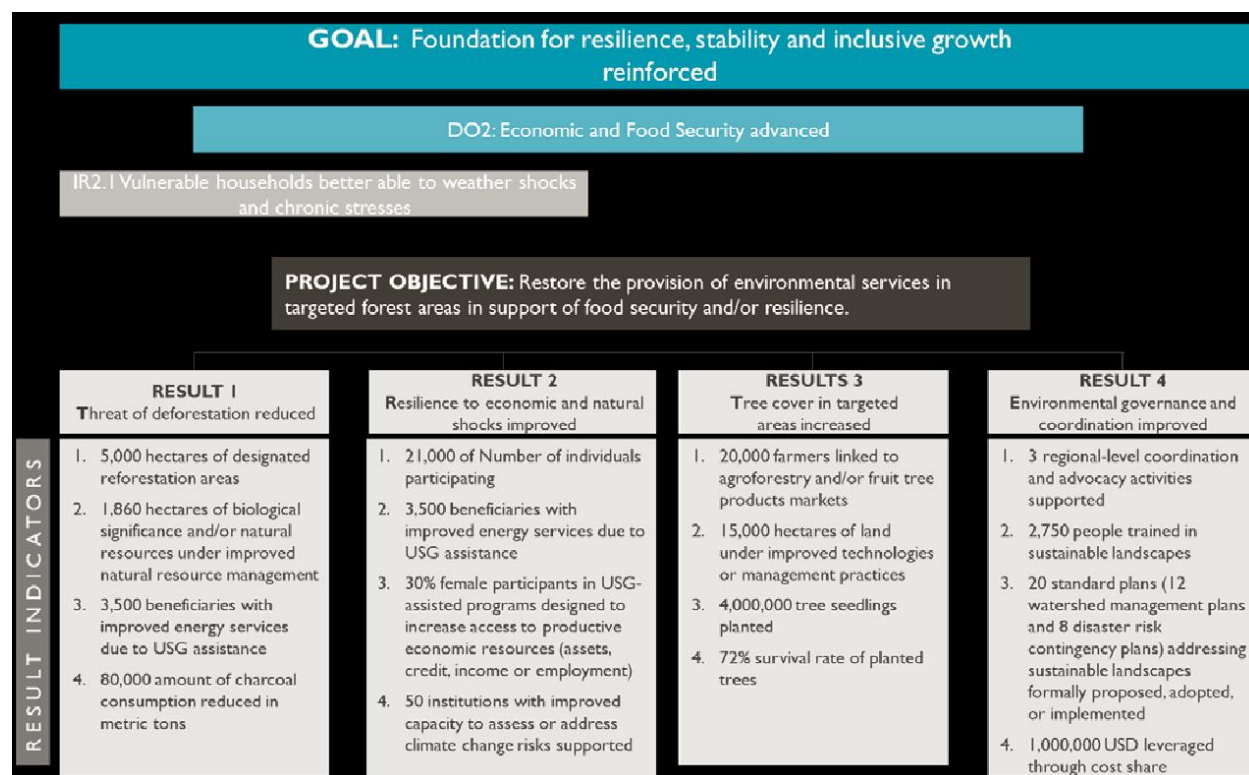 GOAL: Foundation for resilience, stability and inclusive growth
reinforced
DO2: Economic and Food Security advanced
IR2.1 Vulnerable households better able to weather shocks
and chronic stresses
PROJECT OBJECTIVE: Restore the provision of environmental services in
targeted forest areas in support of food security and/or resilience.
RESULT 1
Threat of deforestation reduced
RESULT 2
Resilience to economic and natural
shocks improved
RESULTS 3
Tree cover in targeted
areas increased
RESULT 4
Environmental governance and
coordination improved
RESULT INDICATORS
1. 5,000 hectares of designated
reforestation areas
2. 1,860 hectares of biological
significance and/or natural
resources under improved
natural resource management
3. 3,500 beneficiaries with
improved energy services
due to USG assistance
4. 80,000 amount of charcoal
consumption reduced in
metric tons
1. 21,000 of Number of individuals
participating
2. 3,500 beneficiaries with
improved energy services due to
USG assistance
3. 30% female participants in USG-
assisted programs designed to
increase access to productive
economic resources (assets,
credit, income or employment)
4. 50 institutions with improved
capacity to assess or address
climate change risks supported
1. 20,000 farmers linked to
agroforestry and/or fruit tree
products markets
2. 15,000 hectares of land
under improved technologies
or management practices
3. 4,000,000 tree seedlings
planted
4. 72% survival rate of planted
trees
1. 3 regional-level coordination
and advocacy activities
supported
2. 2,750 people trained in
sustainable landscapes
3. 20 standard plans (12
watershed management plans
and 8 disaster risk
contingency plans) addressing
sustainable landscapes
formally proposed, adopted,
or implemented
4. 1,000,000 USD leveraged
through cost share